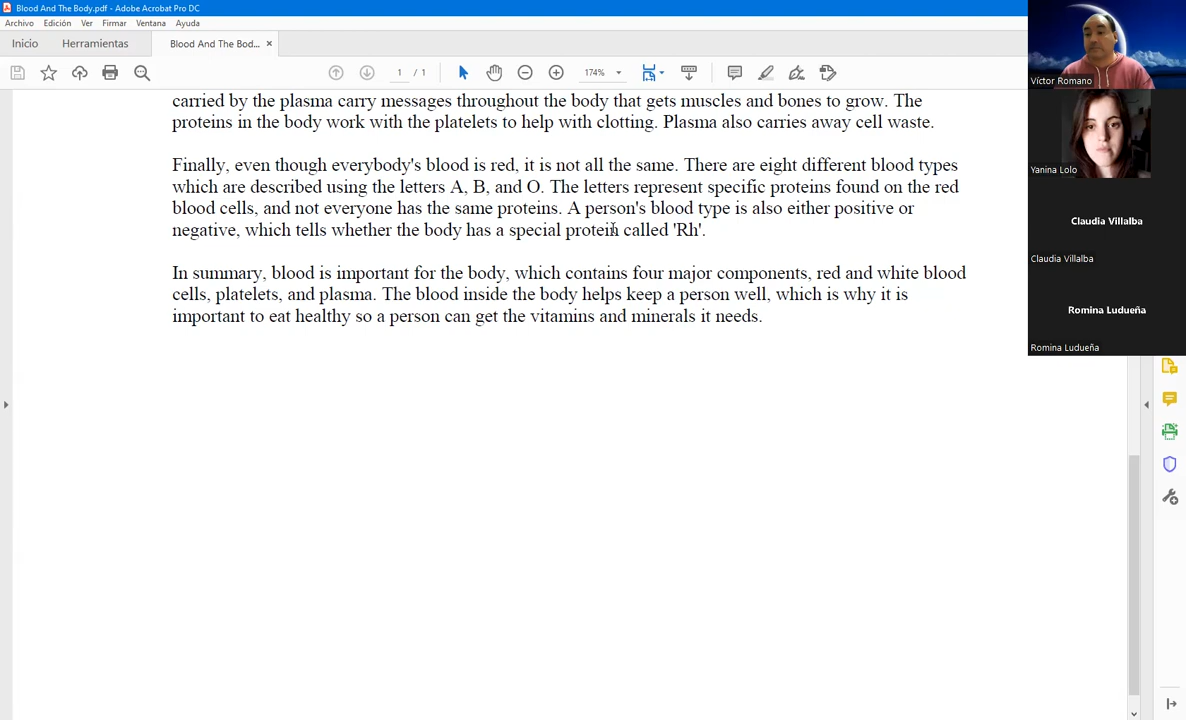 Blood And The Body.pdf - Adobe Acrobat Pro DC
Archivo Edición Ver Firmar Ventana Ayuda
Inicio Herramientas Blood And The Bod... ×
1 / 1 174%
carried by the plasma carry messages throughout the body that gets muscles and bones to grow. The
proteins in the body work with the platelets to help with clotting. Plasma also carries away cell waste.
Finally, even though everybody's blood is red, it is not all the same. There are eight different blood types
which are described using the letters A, B, and O. The letters represent specific proteins found on the red
blood cells, and not everyone has the same proteins. A person's blood type is also either positive or
negative, which tells whether the body has a special protein called 'Rh'.
In summary, blood is important for the body, which contains four major components, red and white blood
cells, platelets, and plasma. The blood inside the body helps keep a person well, which is why it is
important to eat healthy so a person can get the vitamins and minerals it needs.
Víctor Romano
Yanina Lolo
Claudia Villalba
Claudia Villalba
Romina Ludueña
Romina Ludueña